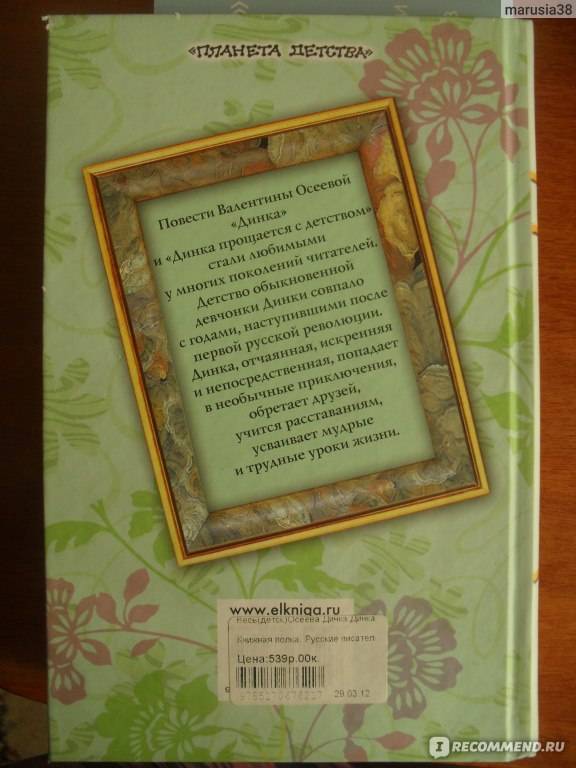 marusia38
«ПЛАНЕТА ДЕТСТВА»
Повести Валентины Осеевой
«Динка»
и «Динка прощается с детством»
стали любимыми
у многих поколений читателей.
Детство обыкновенной
девчонки Динки совпало
с годами, наступившими после
первой русской революции.
Динка, отчаянная, искренняя
и непосредственная, попадает
в необычные приключения,
обретает друзей,
учится расставаниям,
усваивает мудрые
и трудные уроки жизни.
www.elkniga.ru
Осеева Динка Динка
Книжная полка. Русские писател
Цена:539р.00к.
29.03.12
IRECOMMEND.RU